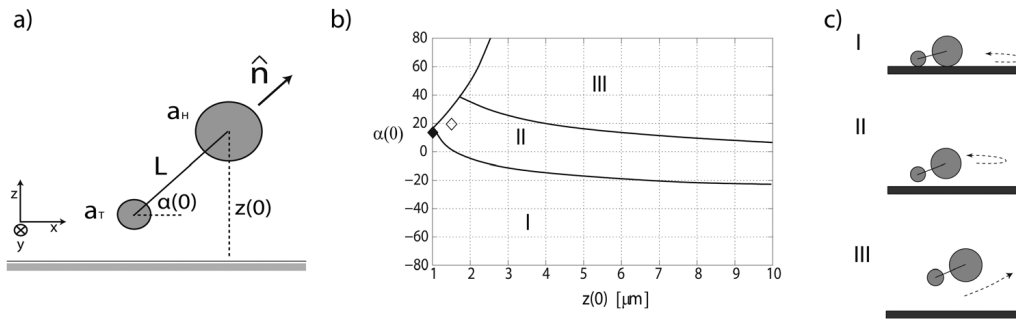 a)
n̂
aH
L
aT
α(0)
z(0)
z
x
y
b)
80
60
40
20
α(0)
0
−20
−40
−60
−80
III
II
I
1 2 3 4 5 6 7 8 9 10
z(0) [μm]
c)
I
II
III